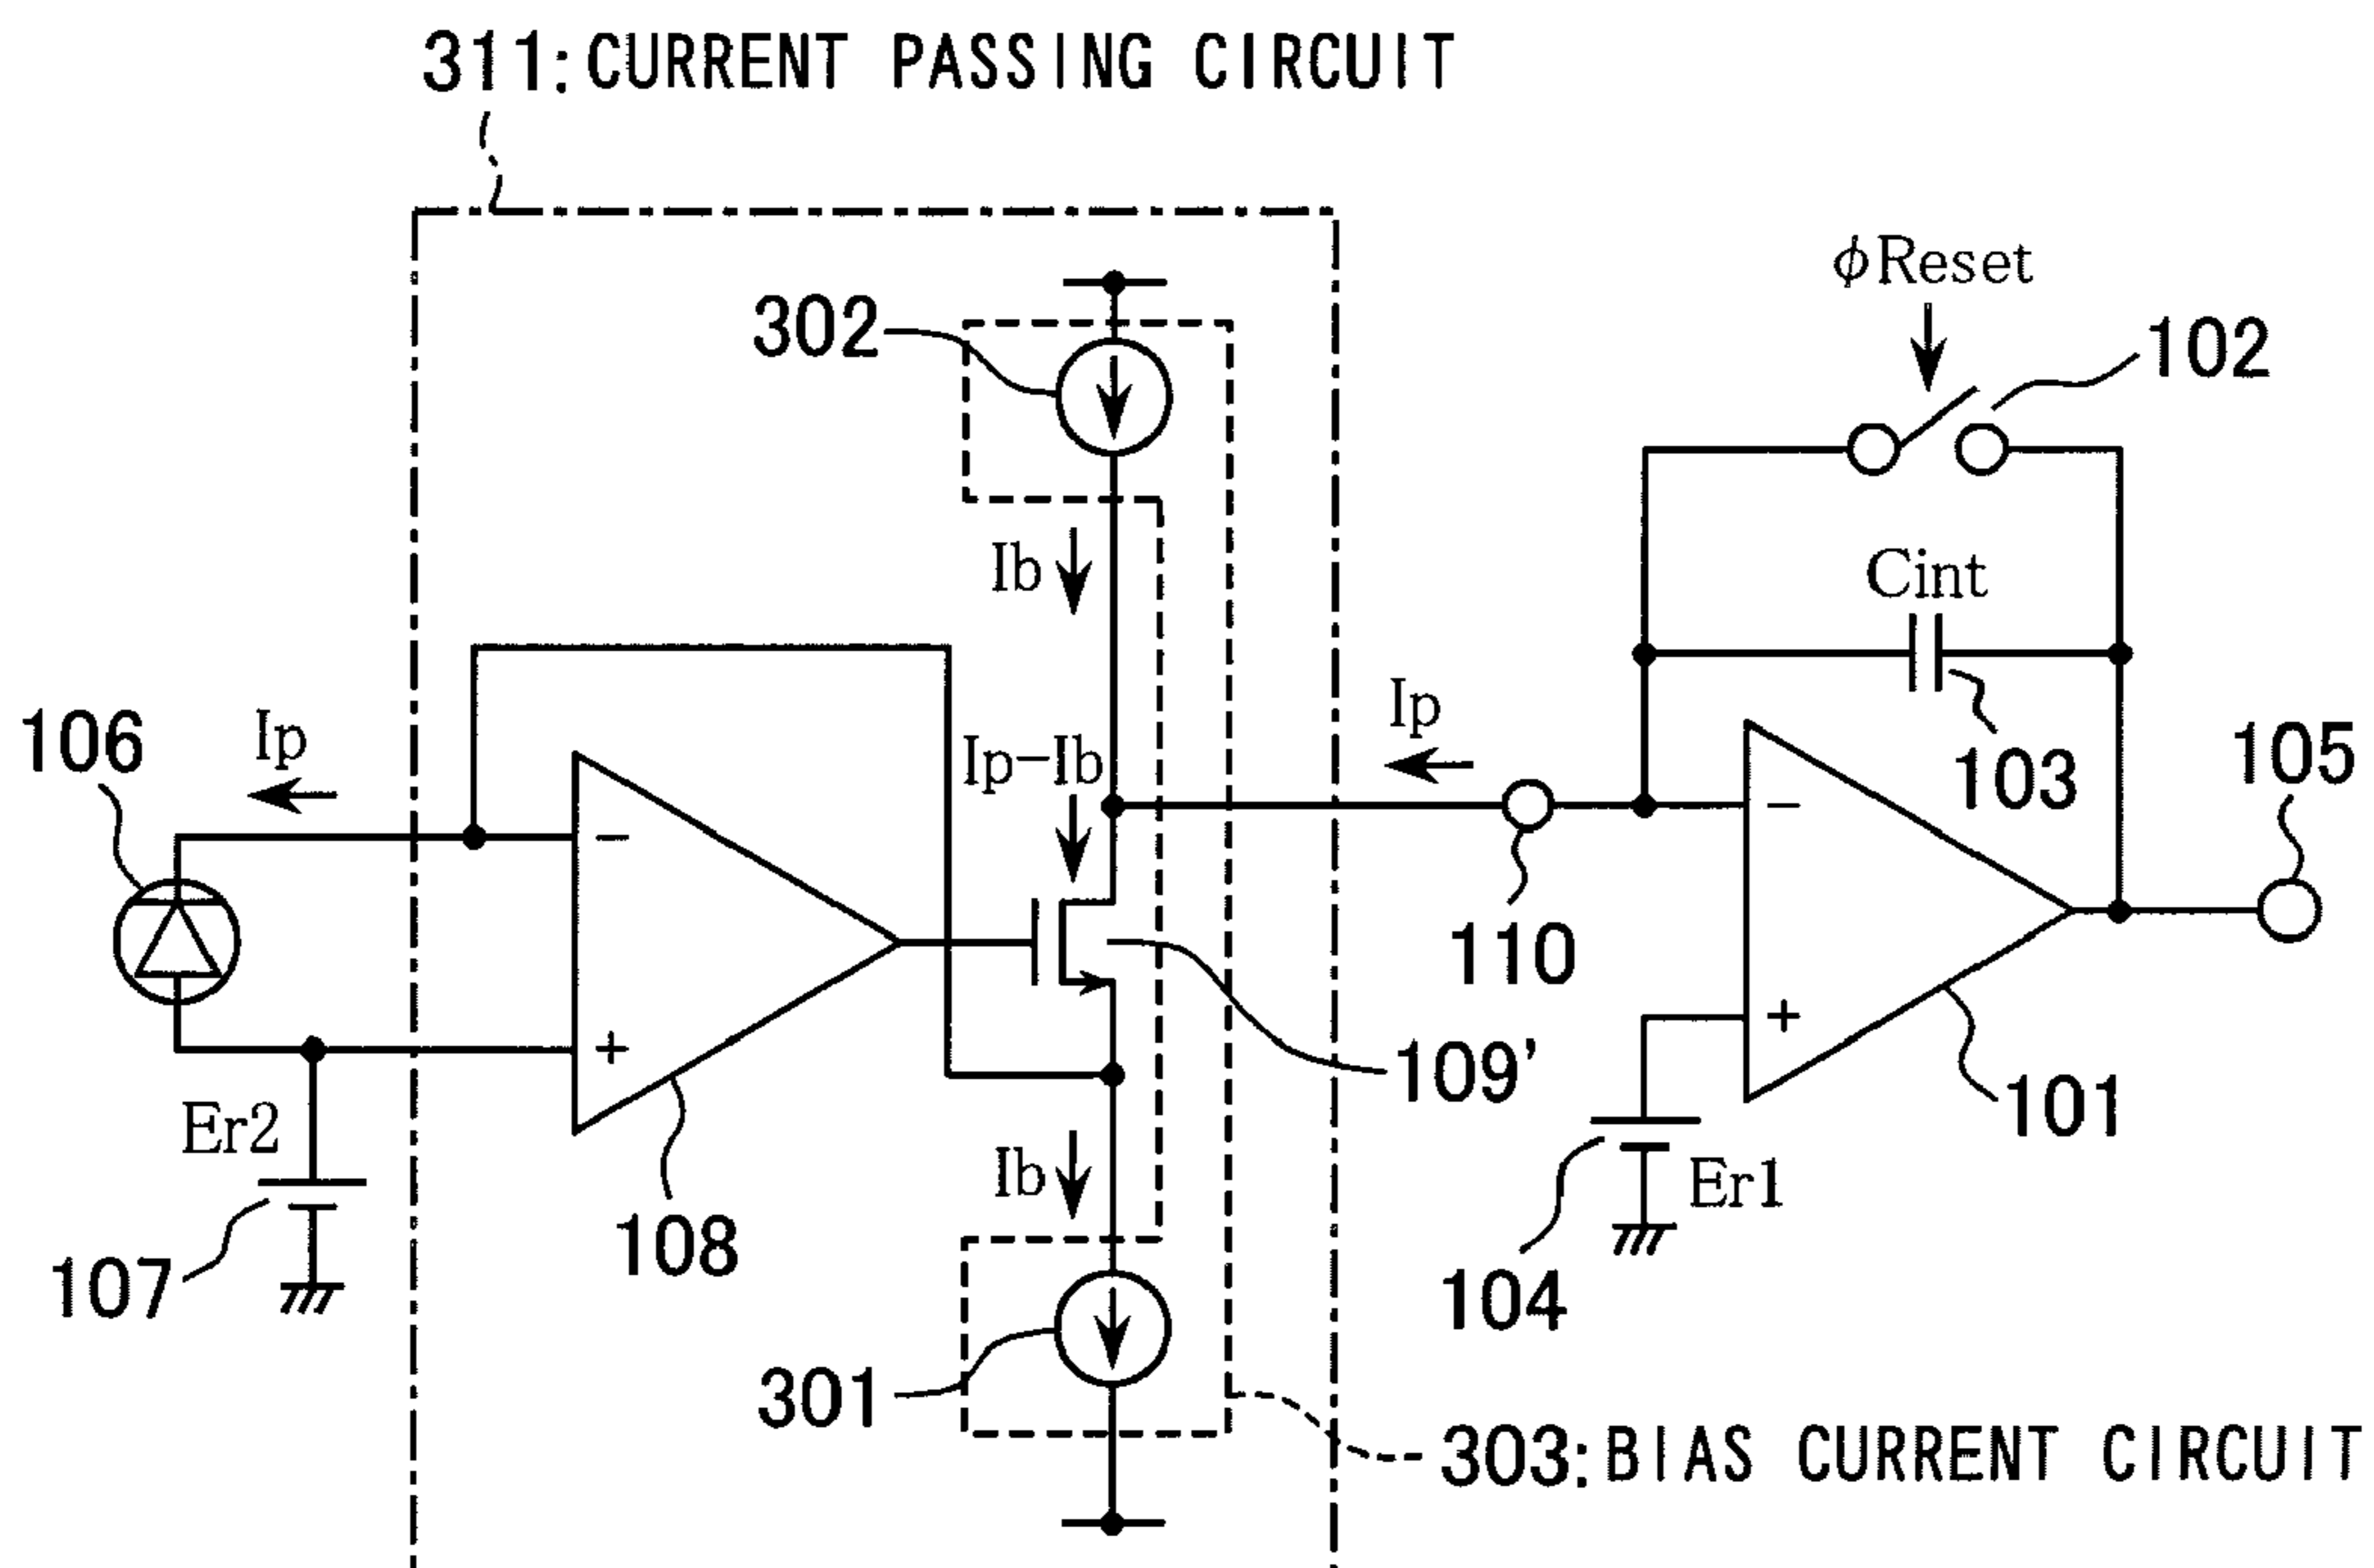 311: CURRENT PASSING CIRCUIT
φReset
302
102
Ib
Cint
106
Ip
Ip−Ib
Ip
103
105
−
−
110
+
+
109'
101
Er2
Ib
Er1
107
108
104
301
303: BIAS CURRENT CIRCUIT